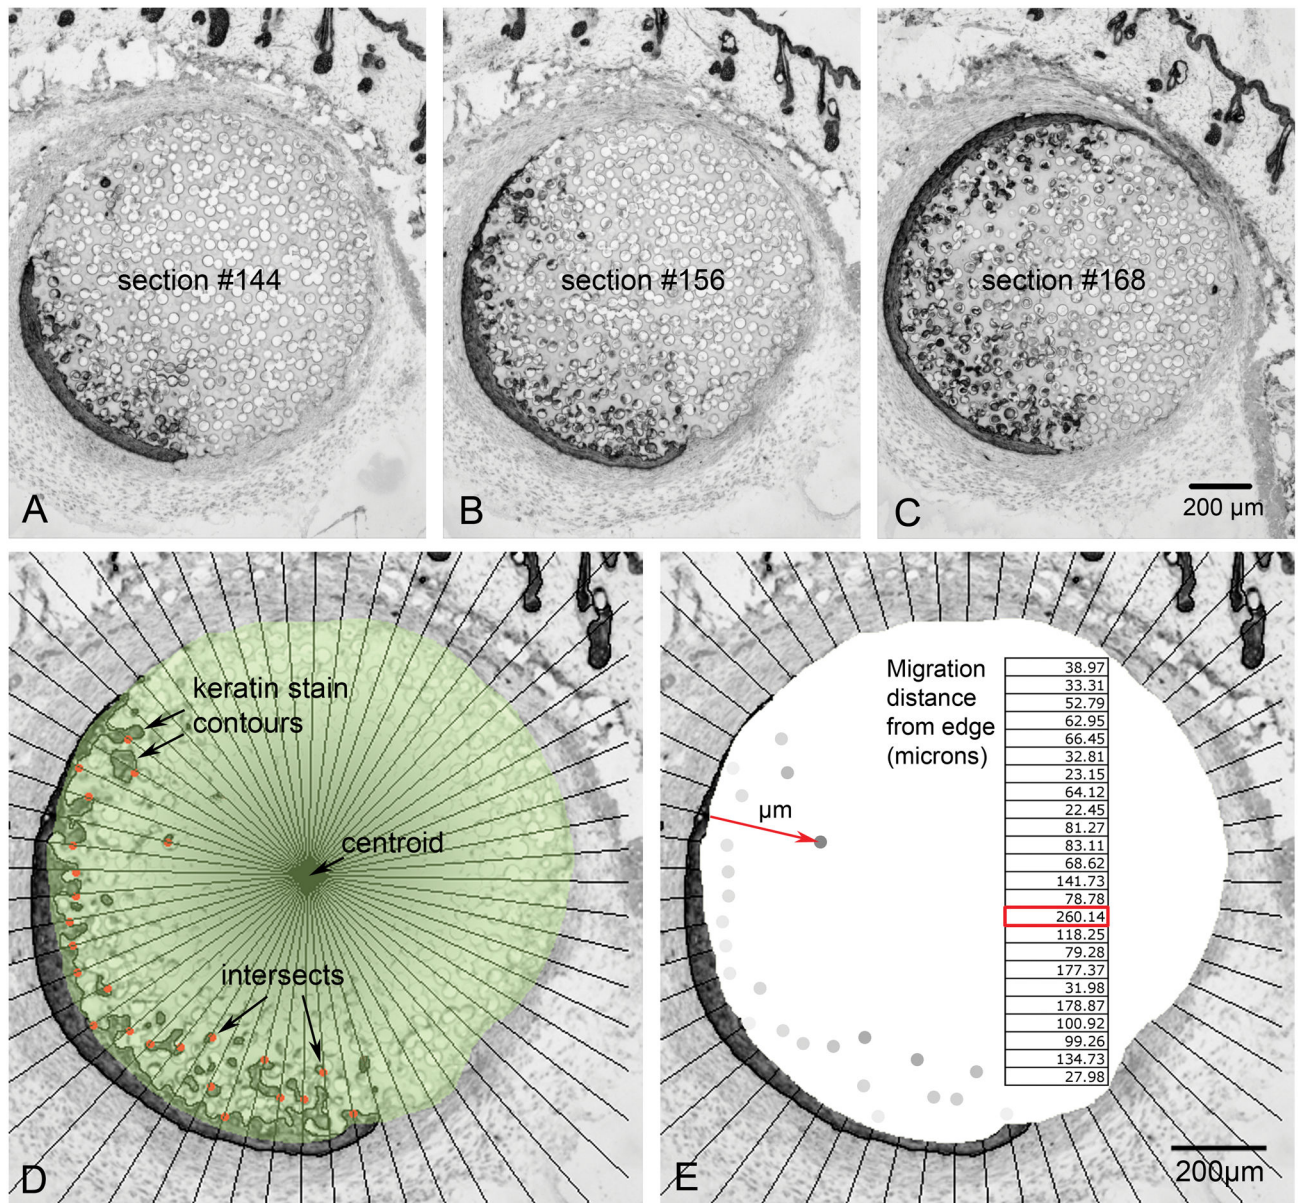 section #144
A
section #156
B
section #168
C
200 µm
keratin stain
contours
centroid
intersects
D
Migration
distance
from edge
(microns)
µm
38.97
33.31
52.79
62.95
66.45
32.81
23.15
64.12
22.45
81.27
83.11
68.62
141.73
78.78
260.14
118.25
79.28
177.37
31.98
178.87
100.92
99.26
134.73
27.98
E
200µm